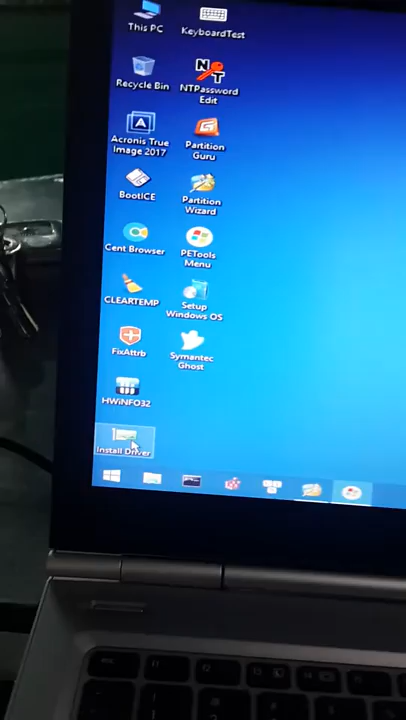 This PC
KeyboardTest
Recycle Bin
NTPassword
Edit
Acronis True
Image 2017
Partition
Guru
BootICE
Partition
Wizard
Cent Browser
PETools
Menu
CLEARTEMP
Setup
Windows OS
FixAttrb
Symantec
Ghost
HWiNFO32
Install Driver